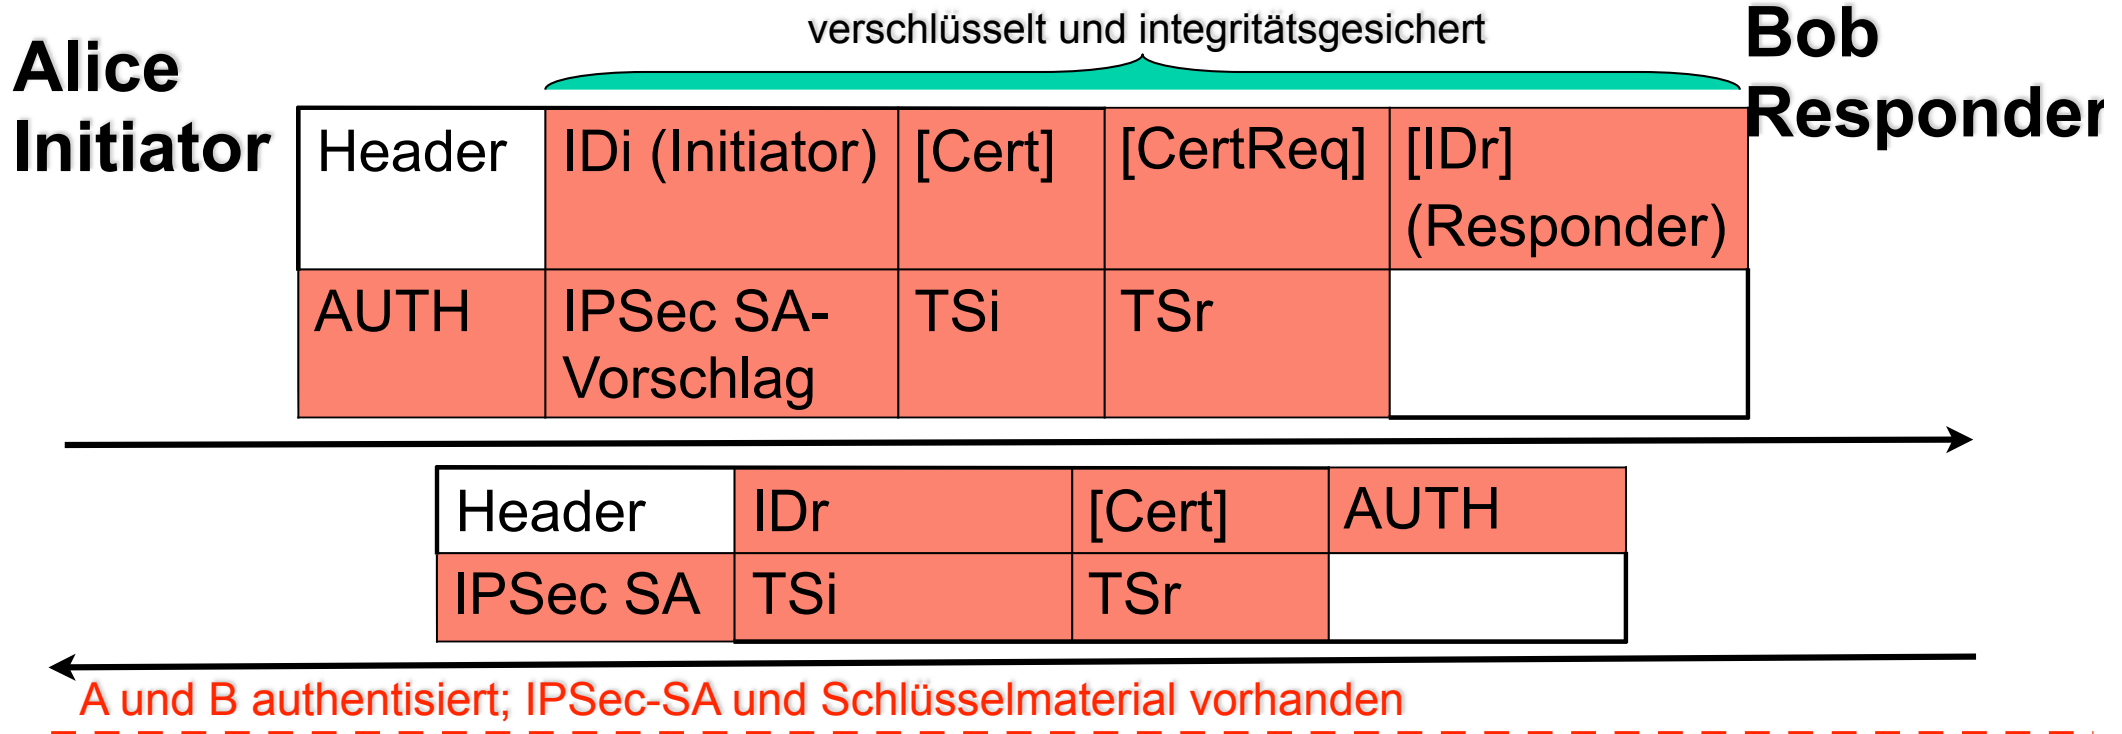 verschlüsselt und integritätsgesichert
Alice
Initiator
Bob
Responder
Header IDi (Initiator) [Cert] [CertReq] [IDr]
(Responder)
AUTH IPSec SA- TSi TSr
Vorschlag
Header IDr [Cert] AUTH
IPSec SA TSi TSr
A und B authentisiert; IPSec-SA und Schlüsselmaterial vorhanden